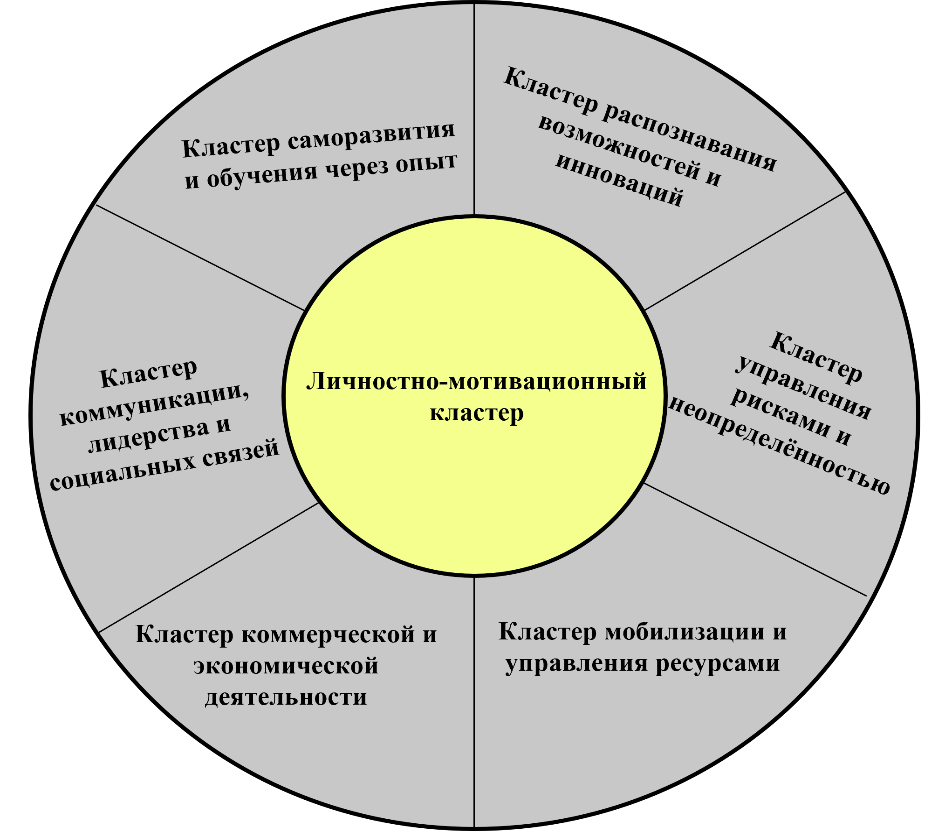 Кластер саморазвития
и обучения через опыт
Кластер распознавания
возможностей и
инноваций
Кластер
коммуникации,
лидерства и
социальных связей
Личностно-мотивационный
кластер
Кластер
управления
рисками и
неопределённостью
Кластер коммерческой и
экономической
деятельности
Кластер мобилизации и
управления ресурсами